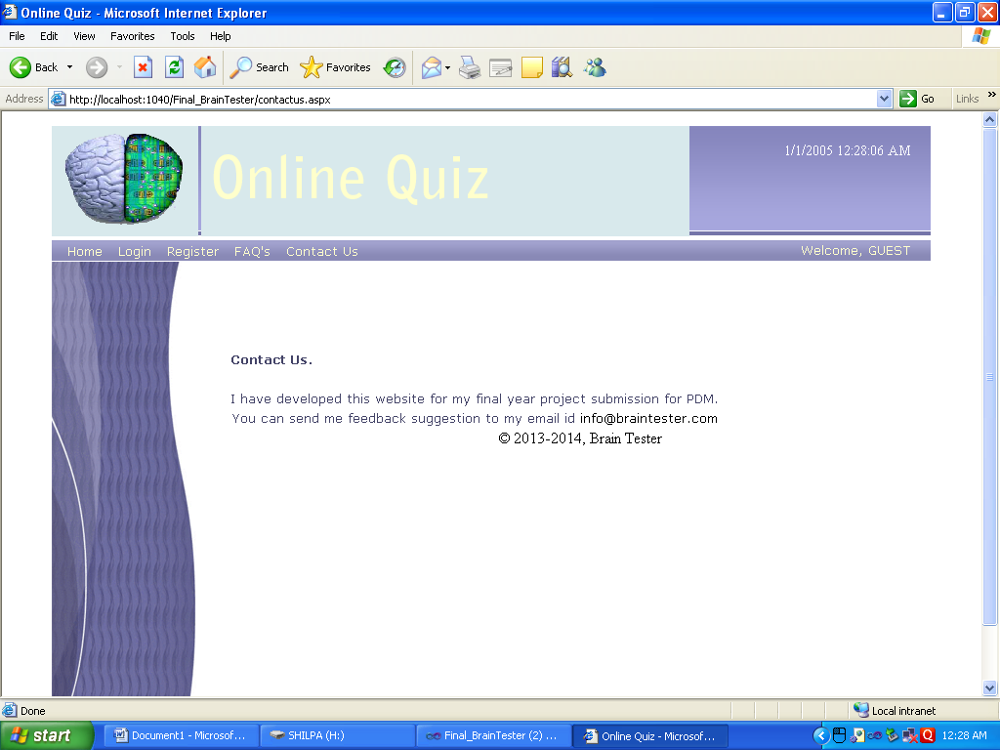 Online Quiz - Microsoft Internet Explorer
File Edit View Favorites Tools Help
Back Search Favorites
Address http://localhost:1040/Final_BrainTester/contactus.aspx Go Links »
Online Quiz
1/1/2005 12:28:06 AM
Home Login Register FAQ's Contact Us Welcome, GUEST
Contact Us.
I have developed this website for my final year project submission for PDM.
You can send me feedback suggestion to my email id info@braintester.com
© 2013-2014, Brain Tester
Done Local intranet
start Document1 - Microsof... SHILPA (H:) Final_BrainTester (2) ... Online Quiz - Microsof... 12:28 AM